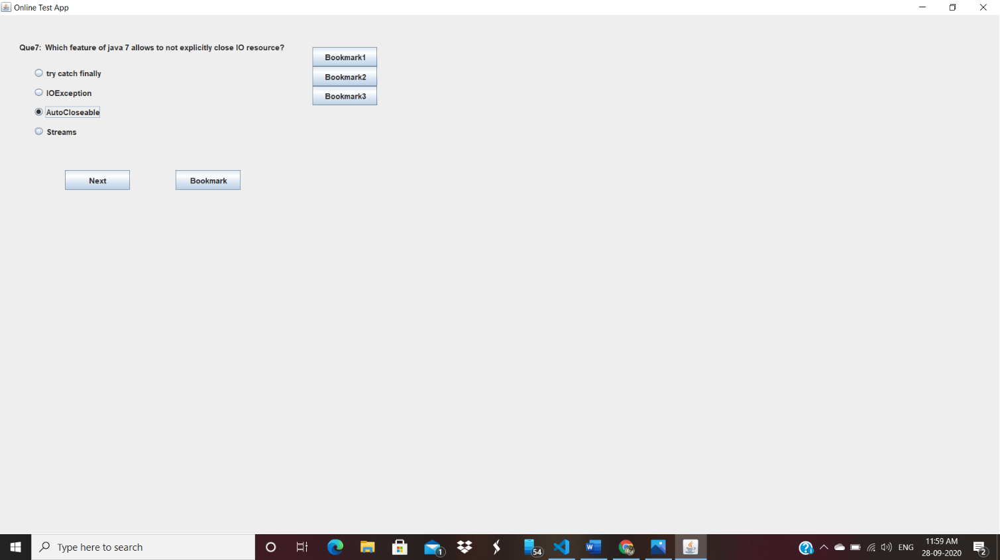 Online Test App
Que7: Which feature of java 7 allows to not explicitly close IO resource?
try catch finally
IOException
AutoCloseable
Streams
Next
Bookmark
Bookmark1
Bookmark2
Bookmark3
Type here to search
1
54
ENG
11:59 AM
28-09-2020
2